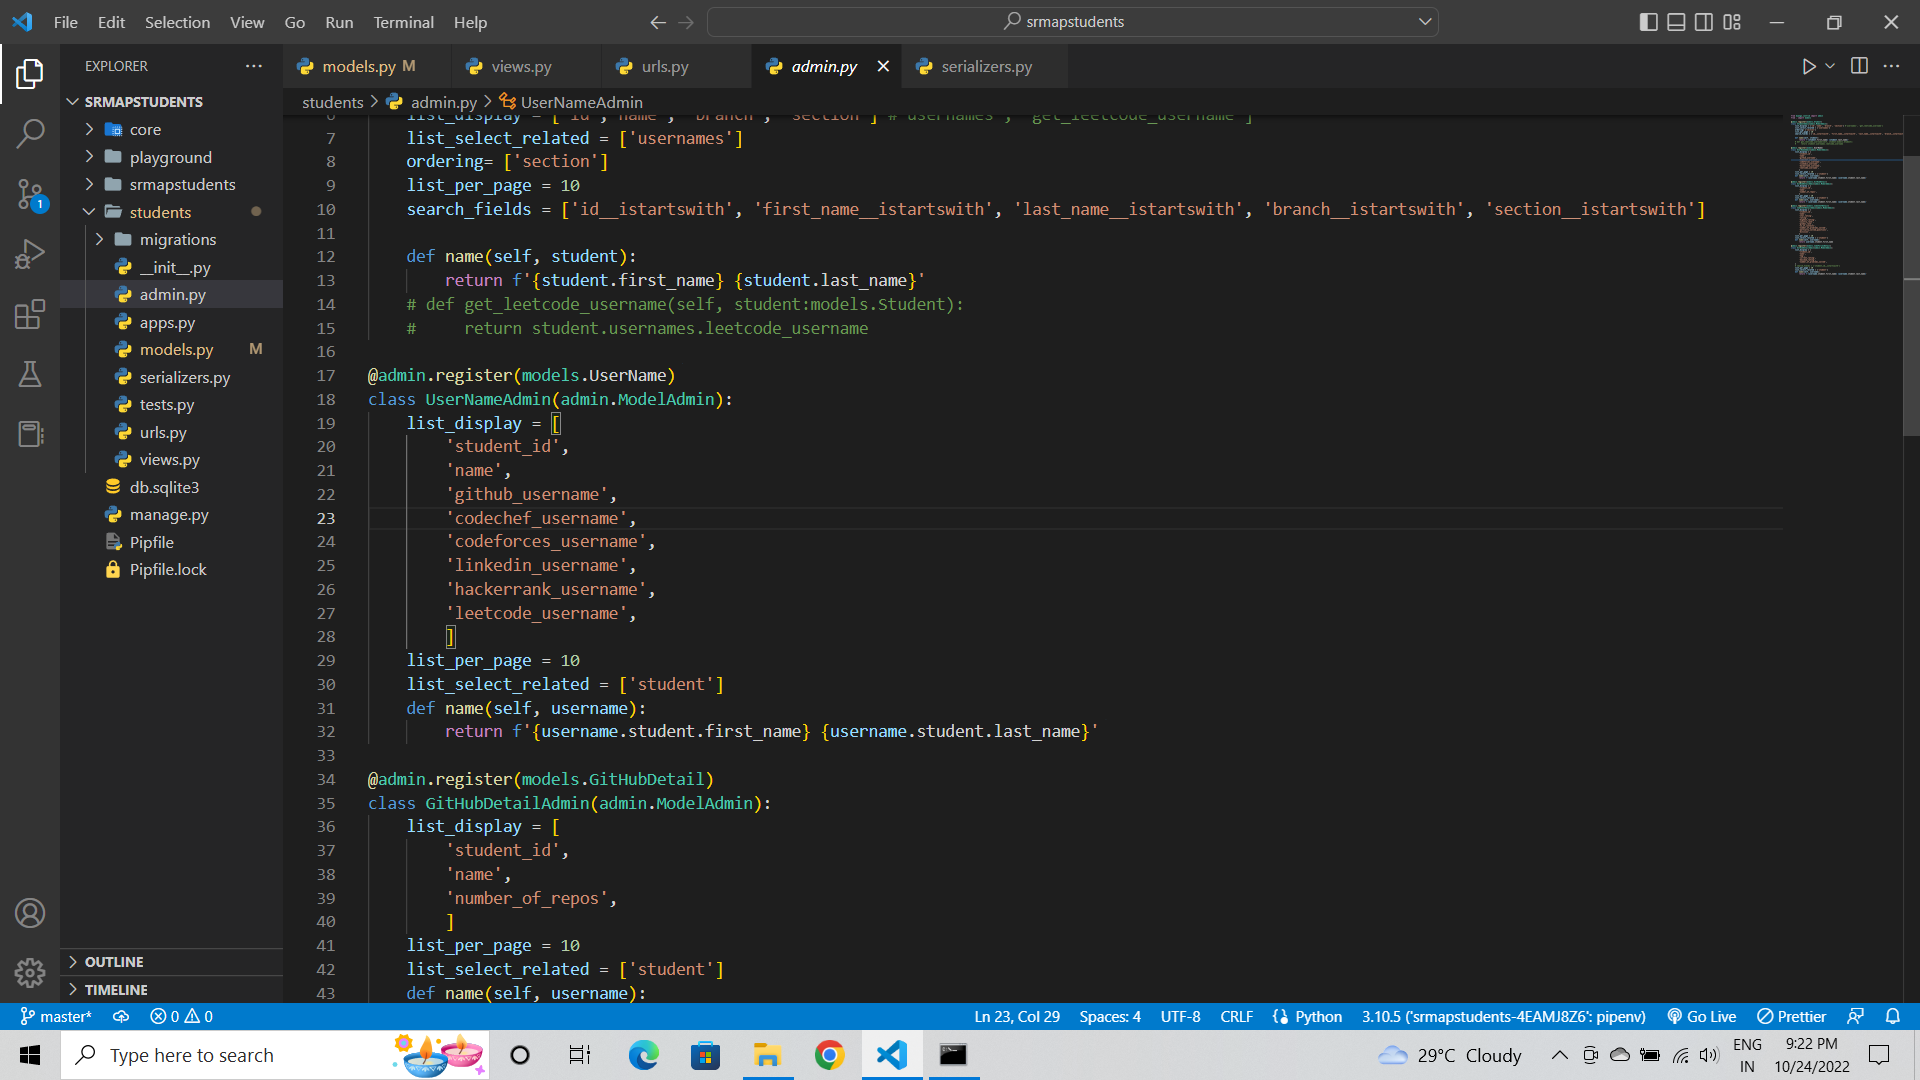 File Edit Selection View Go Run Terminal Help
srmapstudents
EXPLORER
SRMAPSTUDENTS
core
playground
srmapstudents
students
migrations
__init__.py
admin.py
apps.py
models.py M
serializers.py
tests.py
urls.py
views.py
db.sqlite3
manage.py
Pipfile
Pipfile.lock
OUTLINE
TIMELINE
1
models.py M
views.py
urls.py
admin.py
serializers.py
students > admin.py > UserNameAdmin
6 list_display = ['id', 'name', 'branch', 'section'] # 'usernames', 'get_leetcode_username']
7 list_select_related = ['usernames']
8 ordering= ['section']
9 list_per_page = 10
10 search_fields = ['id__istartswith', 'first_name__istartswith', 'last_name__istartswith', 'branch__istartswith', 'section__istartswith']
11
12 def name(self, student):
13 return f'{student.first_name} {student.last_name}'
14 # def get_leetcode_username(self, student:models.Student):
15 # return student.usernames.leetcode_username
16
17 @admin.register(models.UserName)
18 class UserNameAdmin(admin.ModelAdmin):
19 list_display = [
20 'student_id',
21 'name',
22 'github_username',
23 'codechef_username',
24 'codeforces_username',
25 'linkedin_username',
26 'hackerrank_username',
27 'leetcode_username',
28 ]
29 list_per_page = 10
30 list_select_related = ['student']
31 def name(self, username):
32 return f'{username.student.first_name} {username.student.last_name}'
33
34 @admin.register(models.GitHubDetail)
35 class GitHubDetailAdmin(admin.ModelAdmin):
36 list_display = [
37 'student_id',
38 'name',
39 'number_of_repos',
40 ]
41 list_per_page = 10
42 list_select_related = ['student']
43 def name(self, username):
master* 0 0 Ln 23, Col 29 Spaces: 4 UTF-8 CRLF Python 3.10.5 ('srmapstudents-4EAMJ8Z6': pipenv) Go Live Prettier
Type here to search
29°C Cloudy
ENG
IN
9:22 PM
10/24/2022